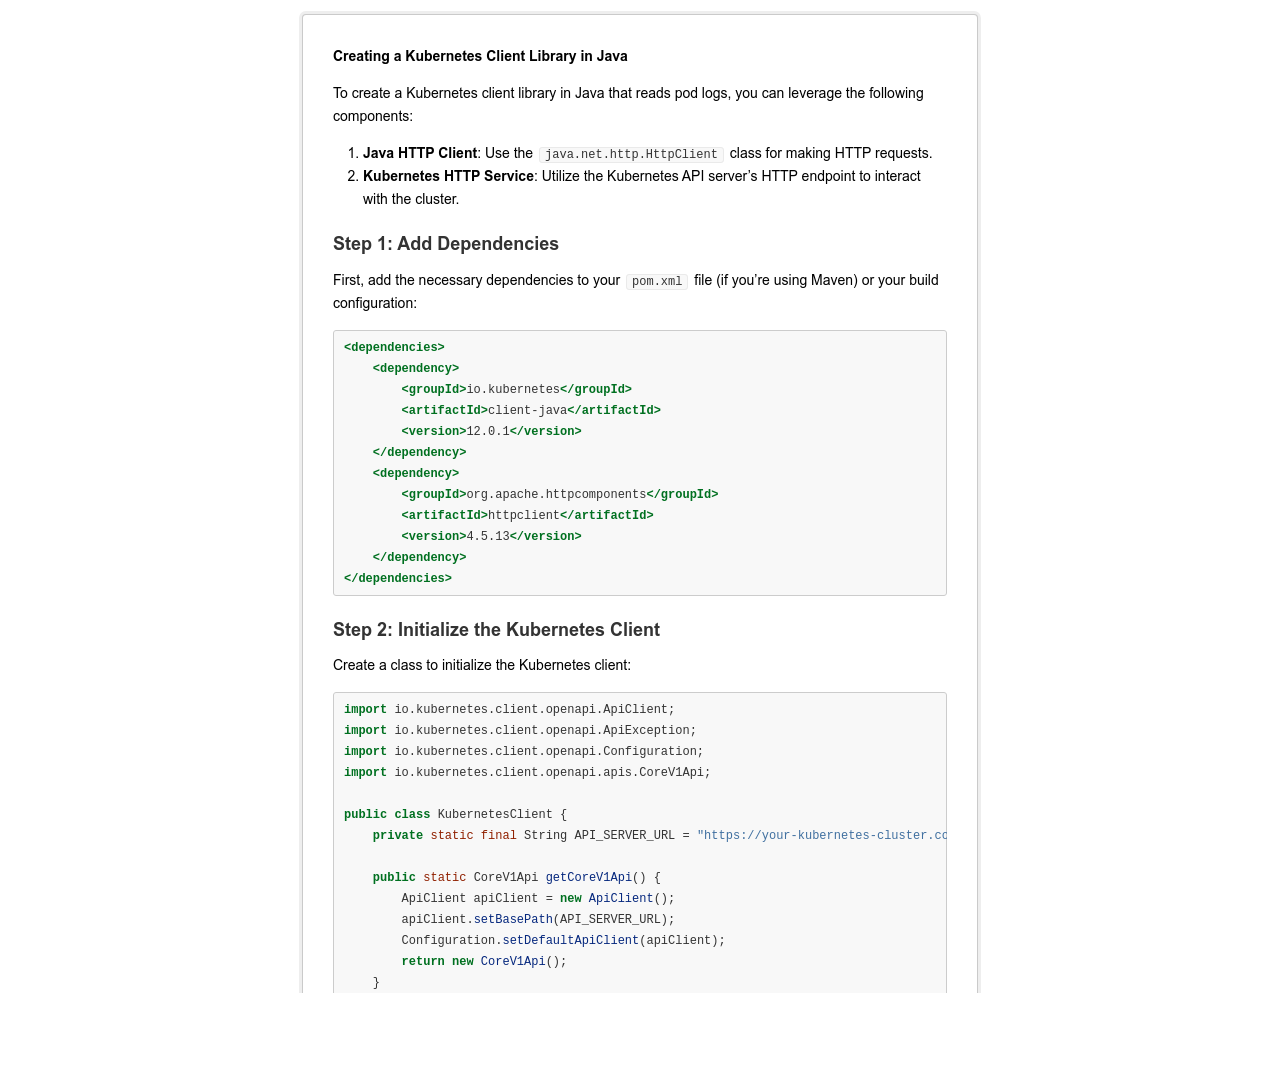 Creating a Kubernetes Client Library in Java
To create a Kubernetes client library in Java that reads pod logs, you can leverage the following
components:
1. Java HTTP Client: Use the java.net.http.HttpClient class for making HTTP requests.
2. Kubernetes HTTP Service: Utilize the Kubernetes API server’s HTTP endpoint to interact
with the cluster.
Step 1: Add Dependencies
First, add the necessary dependencies to your pom.xml file (if you’re using Maven) or your build
configuration:
<dependencies>
    <dependency>
        <groupId>io.kubernetes</groupId>
        <artifactId>client-java</artifactId>
        <version>12.0.1</version>
    </dependency>
    <dependency>
        <groupId>org.apache.httpcomponents</groupId>
        <artifactId>httpclient</artifactId>
        <version>4.5.13</version>
    </dependency>
</dependencies>
Step 2: Initialize the Kubernetes Client
Create a class to initialize the Kubernetes client:
import io.kubernetes.client.openapi.ApiClient;
import io.kubernetes.client.openapi.ApiException;
import io.kubernetes.client.openapi.Configuration;
import io.kubernetes.client.openapi.apis.CoreV1Api;
public class KubernetesClient {
    private static final String API_SERVER_URL = "https://your-kubernetes-cluster.co
    public static CoreV1Api getCoreV1Api() {
        ApiClient apiClient = new ApiClient();
        apiClient.setBasePath(API_SERVER_URL);
        Configuration.setDefaultApiClient(apiClient);
        return new CoreV1Api();
    }